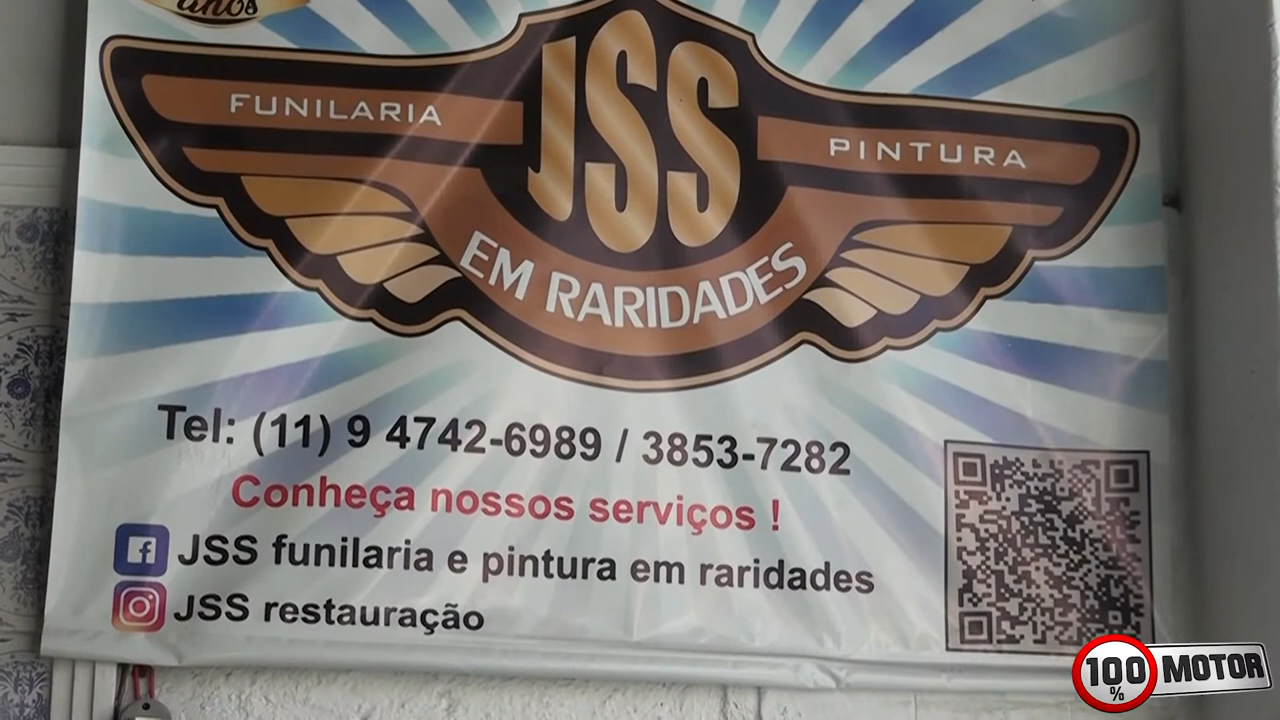 anos
JSS
FUNILARIA
PINTURA
EM RARIDADES
Tel: (11) 9 4742-6989 / 3853-7282
Conheça nossos serviços !
JSS funilaria e pintura em raridades
JSS restauração
100% MOTOR